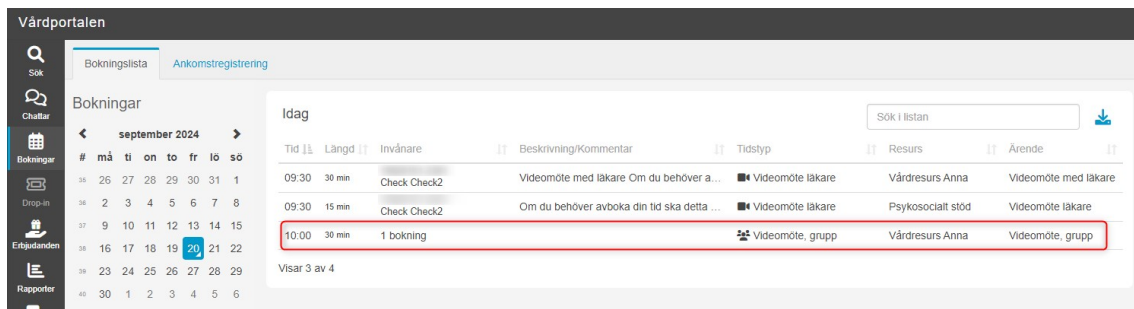 Vårdportalen
Sök
Chattar
Bokningar
Drop-in
Erbjudanden
Rapporter
Bokningslista Ankomstregistrering
Bokningar
september 2024
# må ti on to fr lö sö
35 26 27 28 29 30 31 1
36 2 3 4 5 6 7 8
37 9 10 11 12 13 14 15
38 16 17 18 19 20 21 22
39 23 24 25 26 27 28 29
40 30 1 2 3 4 5 6
Idag
Sök i listan
Tid Längd Invånare Beskrivning/Kommentar Tidstyp Resurs Ärende
09:30 30 min Check Check2 Videomöte med läkare Om du behöver a... Videomöte läkare Vårdresurs Anna Videomöte med läkare
09:30 15 min Check Check2 Om du behöver avboka din tid ska detta ... Videomöte läkare Psykosocialt stöd Videomöte läkare
10:00 30 min 1 bokning Videomöte, grupp Vårdresurs Anna Videomöte, grupp
Visar 3 av 4